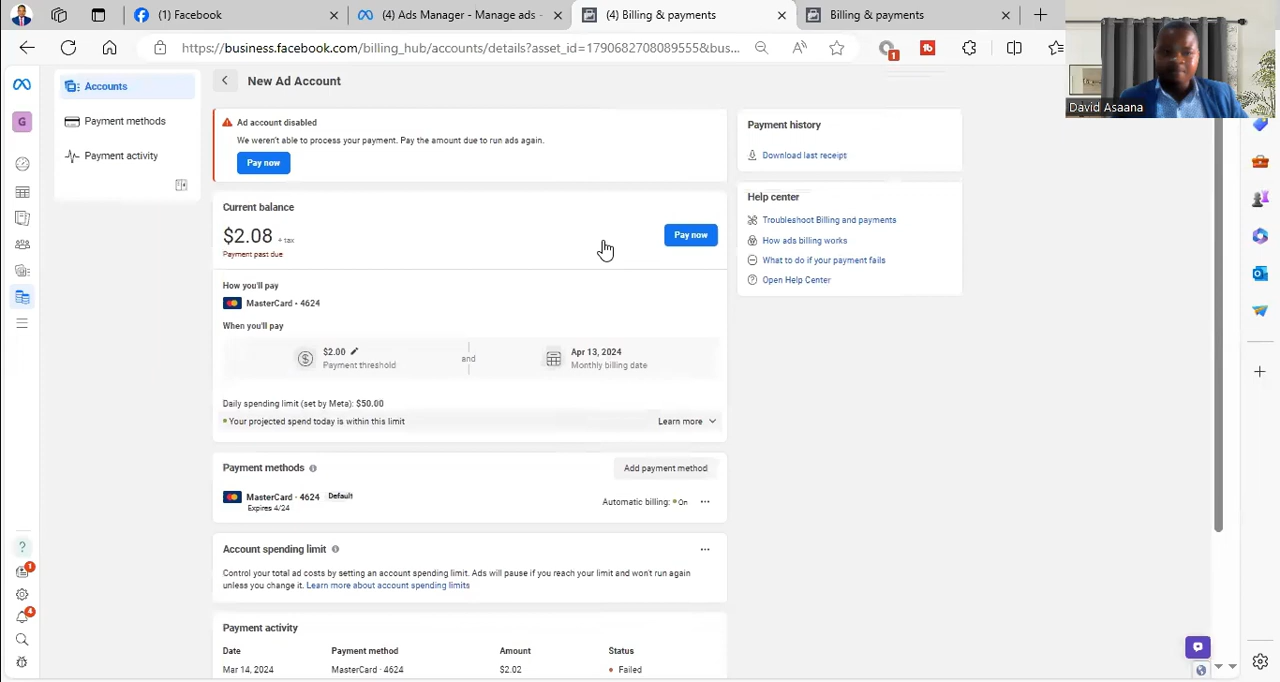 (1) Facebook
(4) Ads Manager - Manage ads -
(4) Billing & payments
Billing & payments
https://business.facebook.com/billing_hub/accounts/details?asset_id=1790682708089555&bus...
1
David Asaana
G
Accounts
Payment methods
Payment activity
New Ad Account
Ad account disabled
We weren't able to process your payment. Pay the amount due to run ads again.
Pay now
Current balance
$2.08 + tax
Payment past due
Pay now
How you'll pay
MasterCard • 4624
When you'll pay
$2.00
Payment threshold
and
Apr 13, 2024
Monthly billing date
Daily spending limit (set by Meta): $50.00
Your projected spend today is within this limit
Learn more
Payment methods
Add payment method
MasterCard · 4624 Default
Expires 4/24
Automatic billing: On
Account spending limit
Control your total ad costs by setting an account spending limit. Ads will pause if you reach your limit and won't run again
unless you change it. Learn more about account spending limits
Payment activity
Date Payment method Amount Status
Mar 14, 2024 MasterCard · 4624 $2.02 Failed
Payment history
Download last receipt
Help center
Troubleshoot Billing and payments
How ads billing works
What to do if your payment fails
Open Help Center
?
1
4